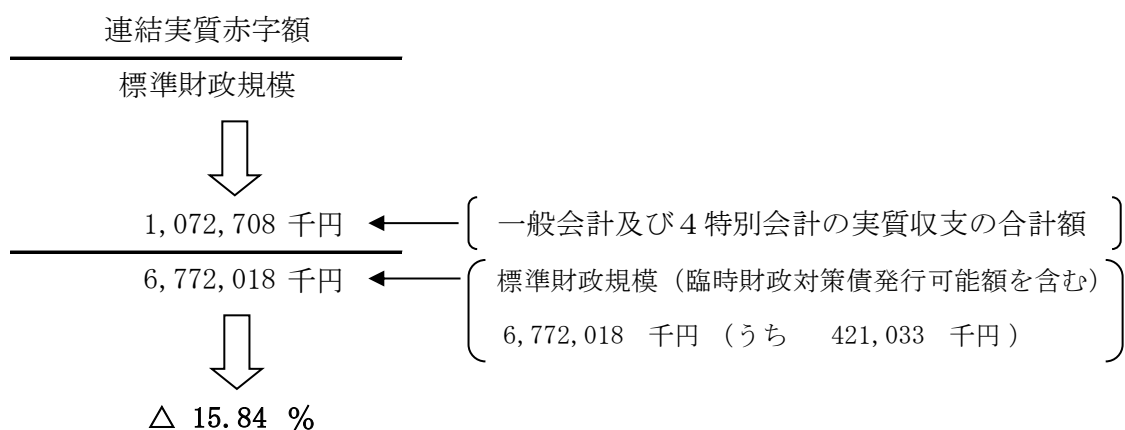 連結実質赤字額
標準財政規模
1,072,708 千円
一般会計及び4特別会計の実質収支の合計額
6,772,018 千円
標準財政規模（臨時財政対策債発行可能額を含む）
6,772,018 千円（うち 421,033 千円）
△ 15.84 %